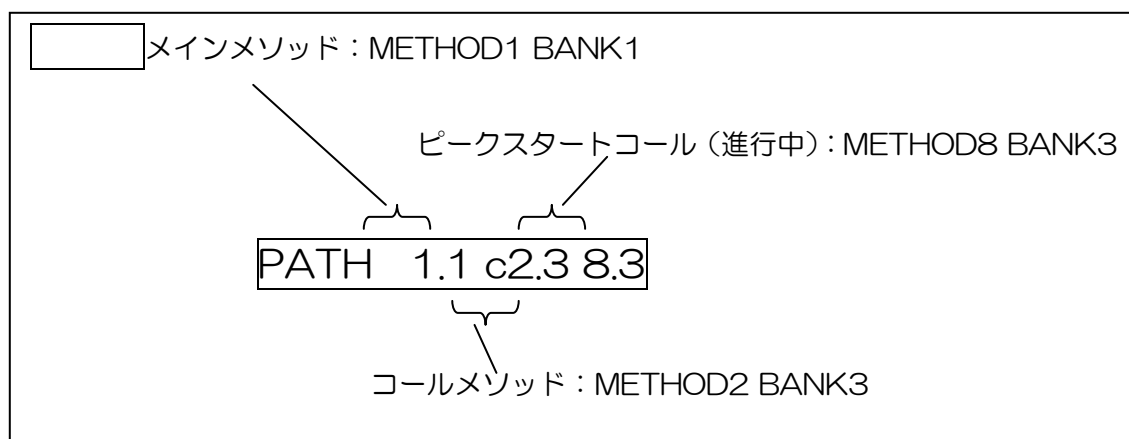 メインメソッド：METHOD1 BANK1
ピークスタートコール（進行中）：METHOD8 BANK3
PATH 1.1 c2.3 8.3
コールメソッド：METHOD2 BANK3